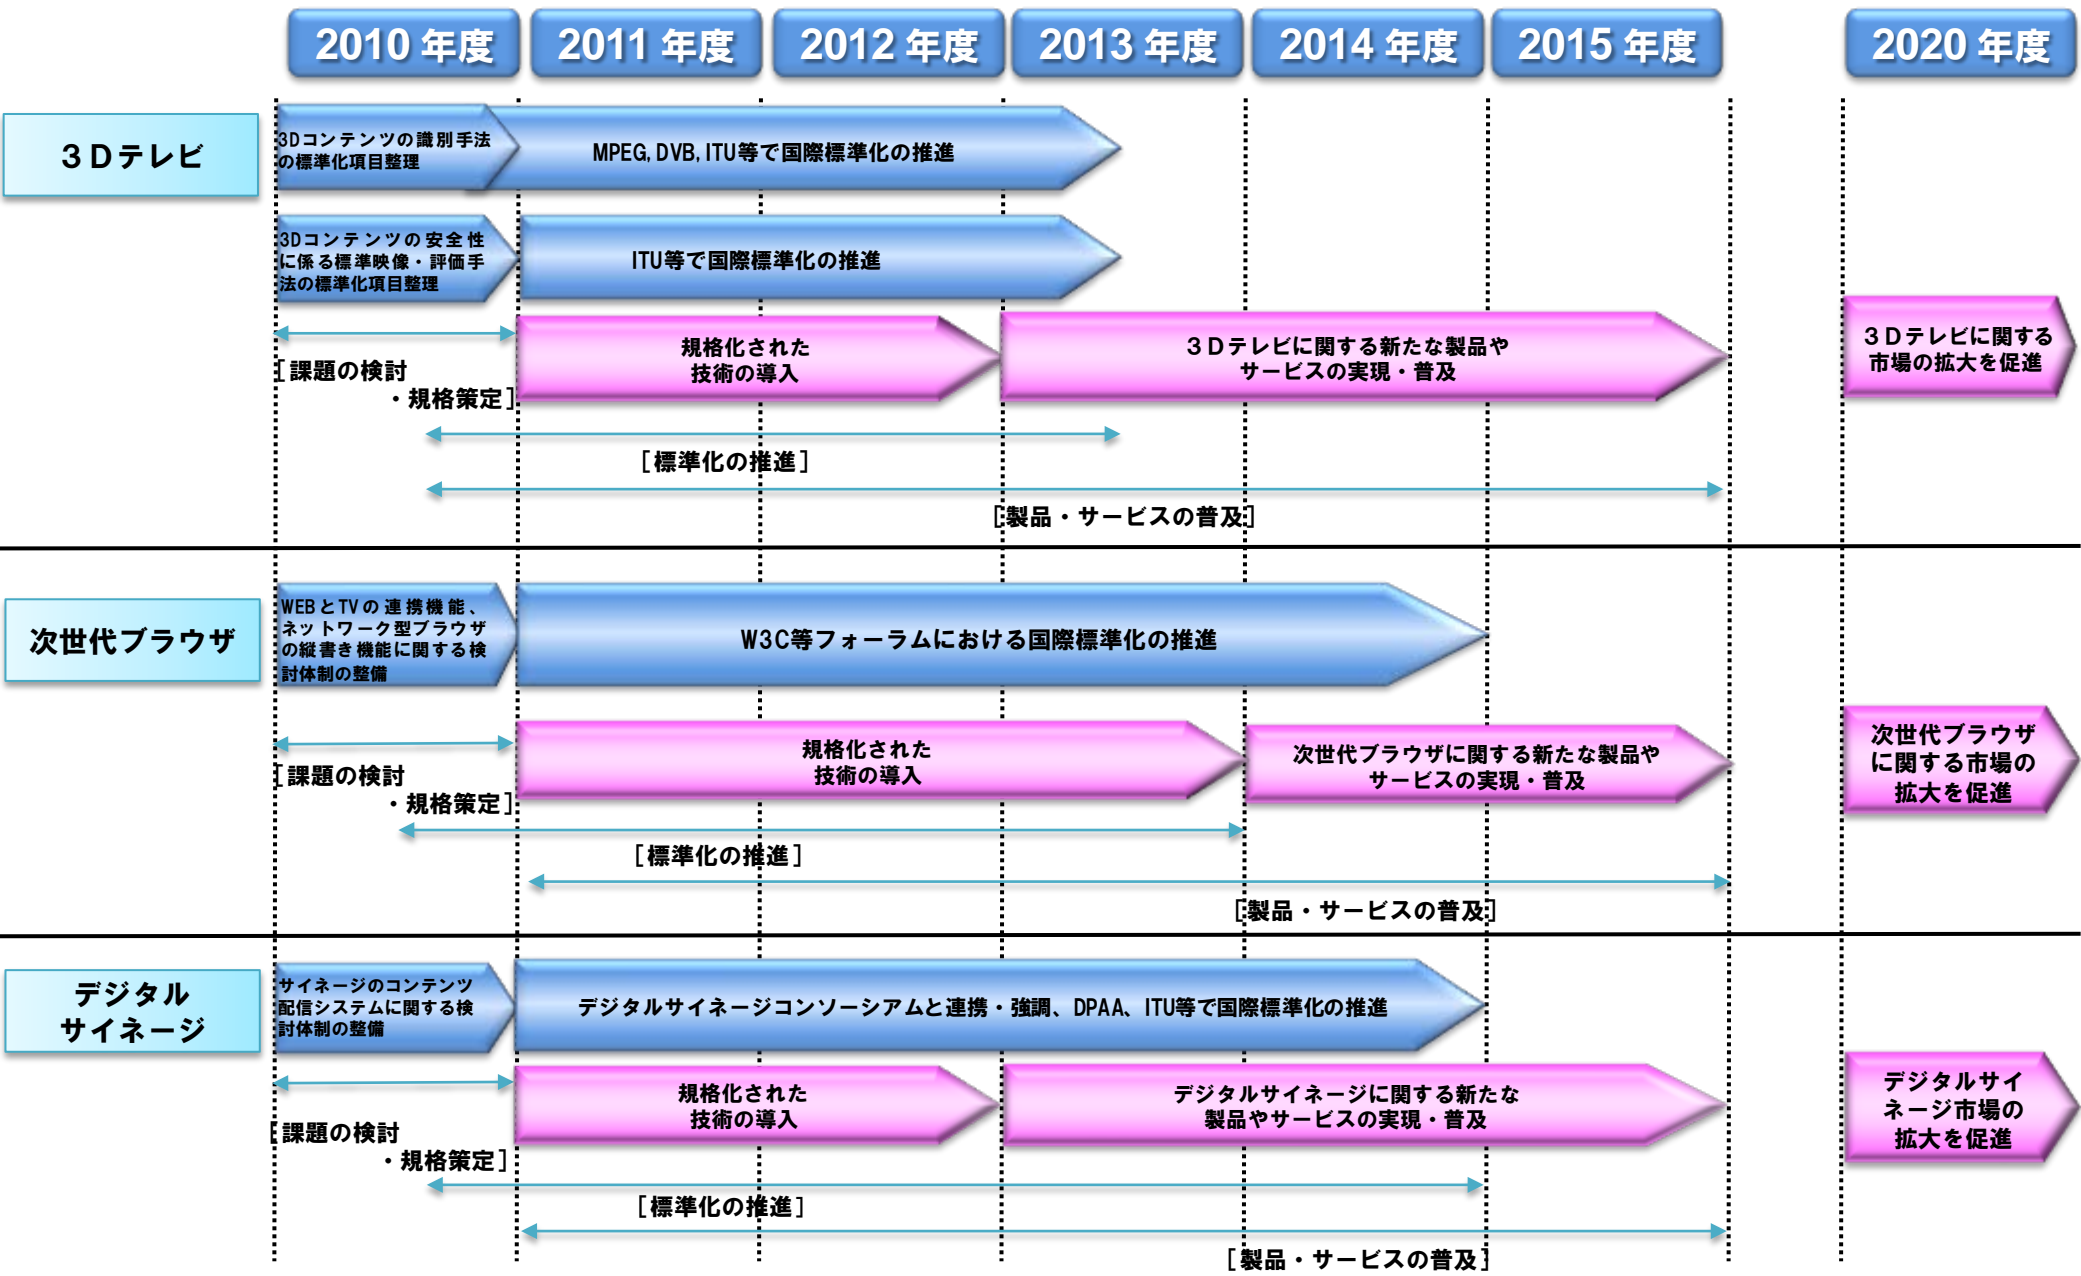 2010 年度
2011 年度
2012 年度
2013 年度
2014 年度
2015 年度
2020 年度
３Ｄテレビ
3Dコンテンツの識別手法
の標準化項目整理
MPEG, DVB, ITU等で国際標準化の推進
3Dコンテンツの安全性
に係る標準映像・評価手
法の標準化項目整理
ITU等で国際標準化の推進
［課題の検討
・規格策定］
規格化された
技術の導入
３Ｄテレビに関する新たな製品や
サービスの実現・普及
３Ｄテレビに関する
市場の拡大を促進
［標準化の推進］
［製品・サービスの普及］
次世代ブラウザ
WEBとTVの連携機能、
ネットワーク型ブラウザ
の縦書き機能に関する検
討体制の整備
W3C等フォーラムにおける国際標準化の推進
［課題の検討
・規格策定］
規格化された
技術の導入
次世代ブラウザに関する新たな製品や
サービスの実現・普及
次世代ブラウザ
に関する市場の
拡大を促進
［標準化の推進］
［製品・サービスの普及］
デジタル
サイネージ
サイネージのコンテンツ
配信システムに関する検
討体制の整備
デジタルサイネージコンソーシアムと連携・強調、DPAA、ITU等で国際標準化の推進
［課題の検討
・規格策定］
規格化された
技術の導入
デジタルサイネージに関する新たな
製品やサービスの実現・普及
デジタルサイ
ネージ市場の
拡大を促進
［標準化の推進］
［製品・サービスの普及］